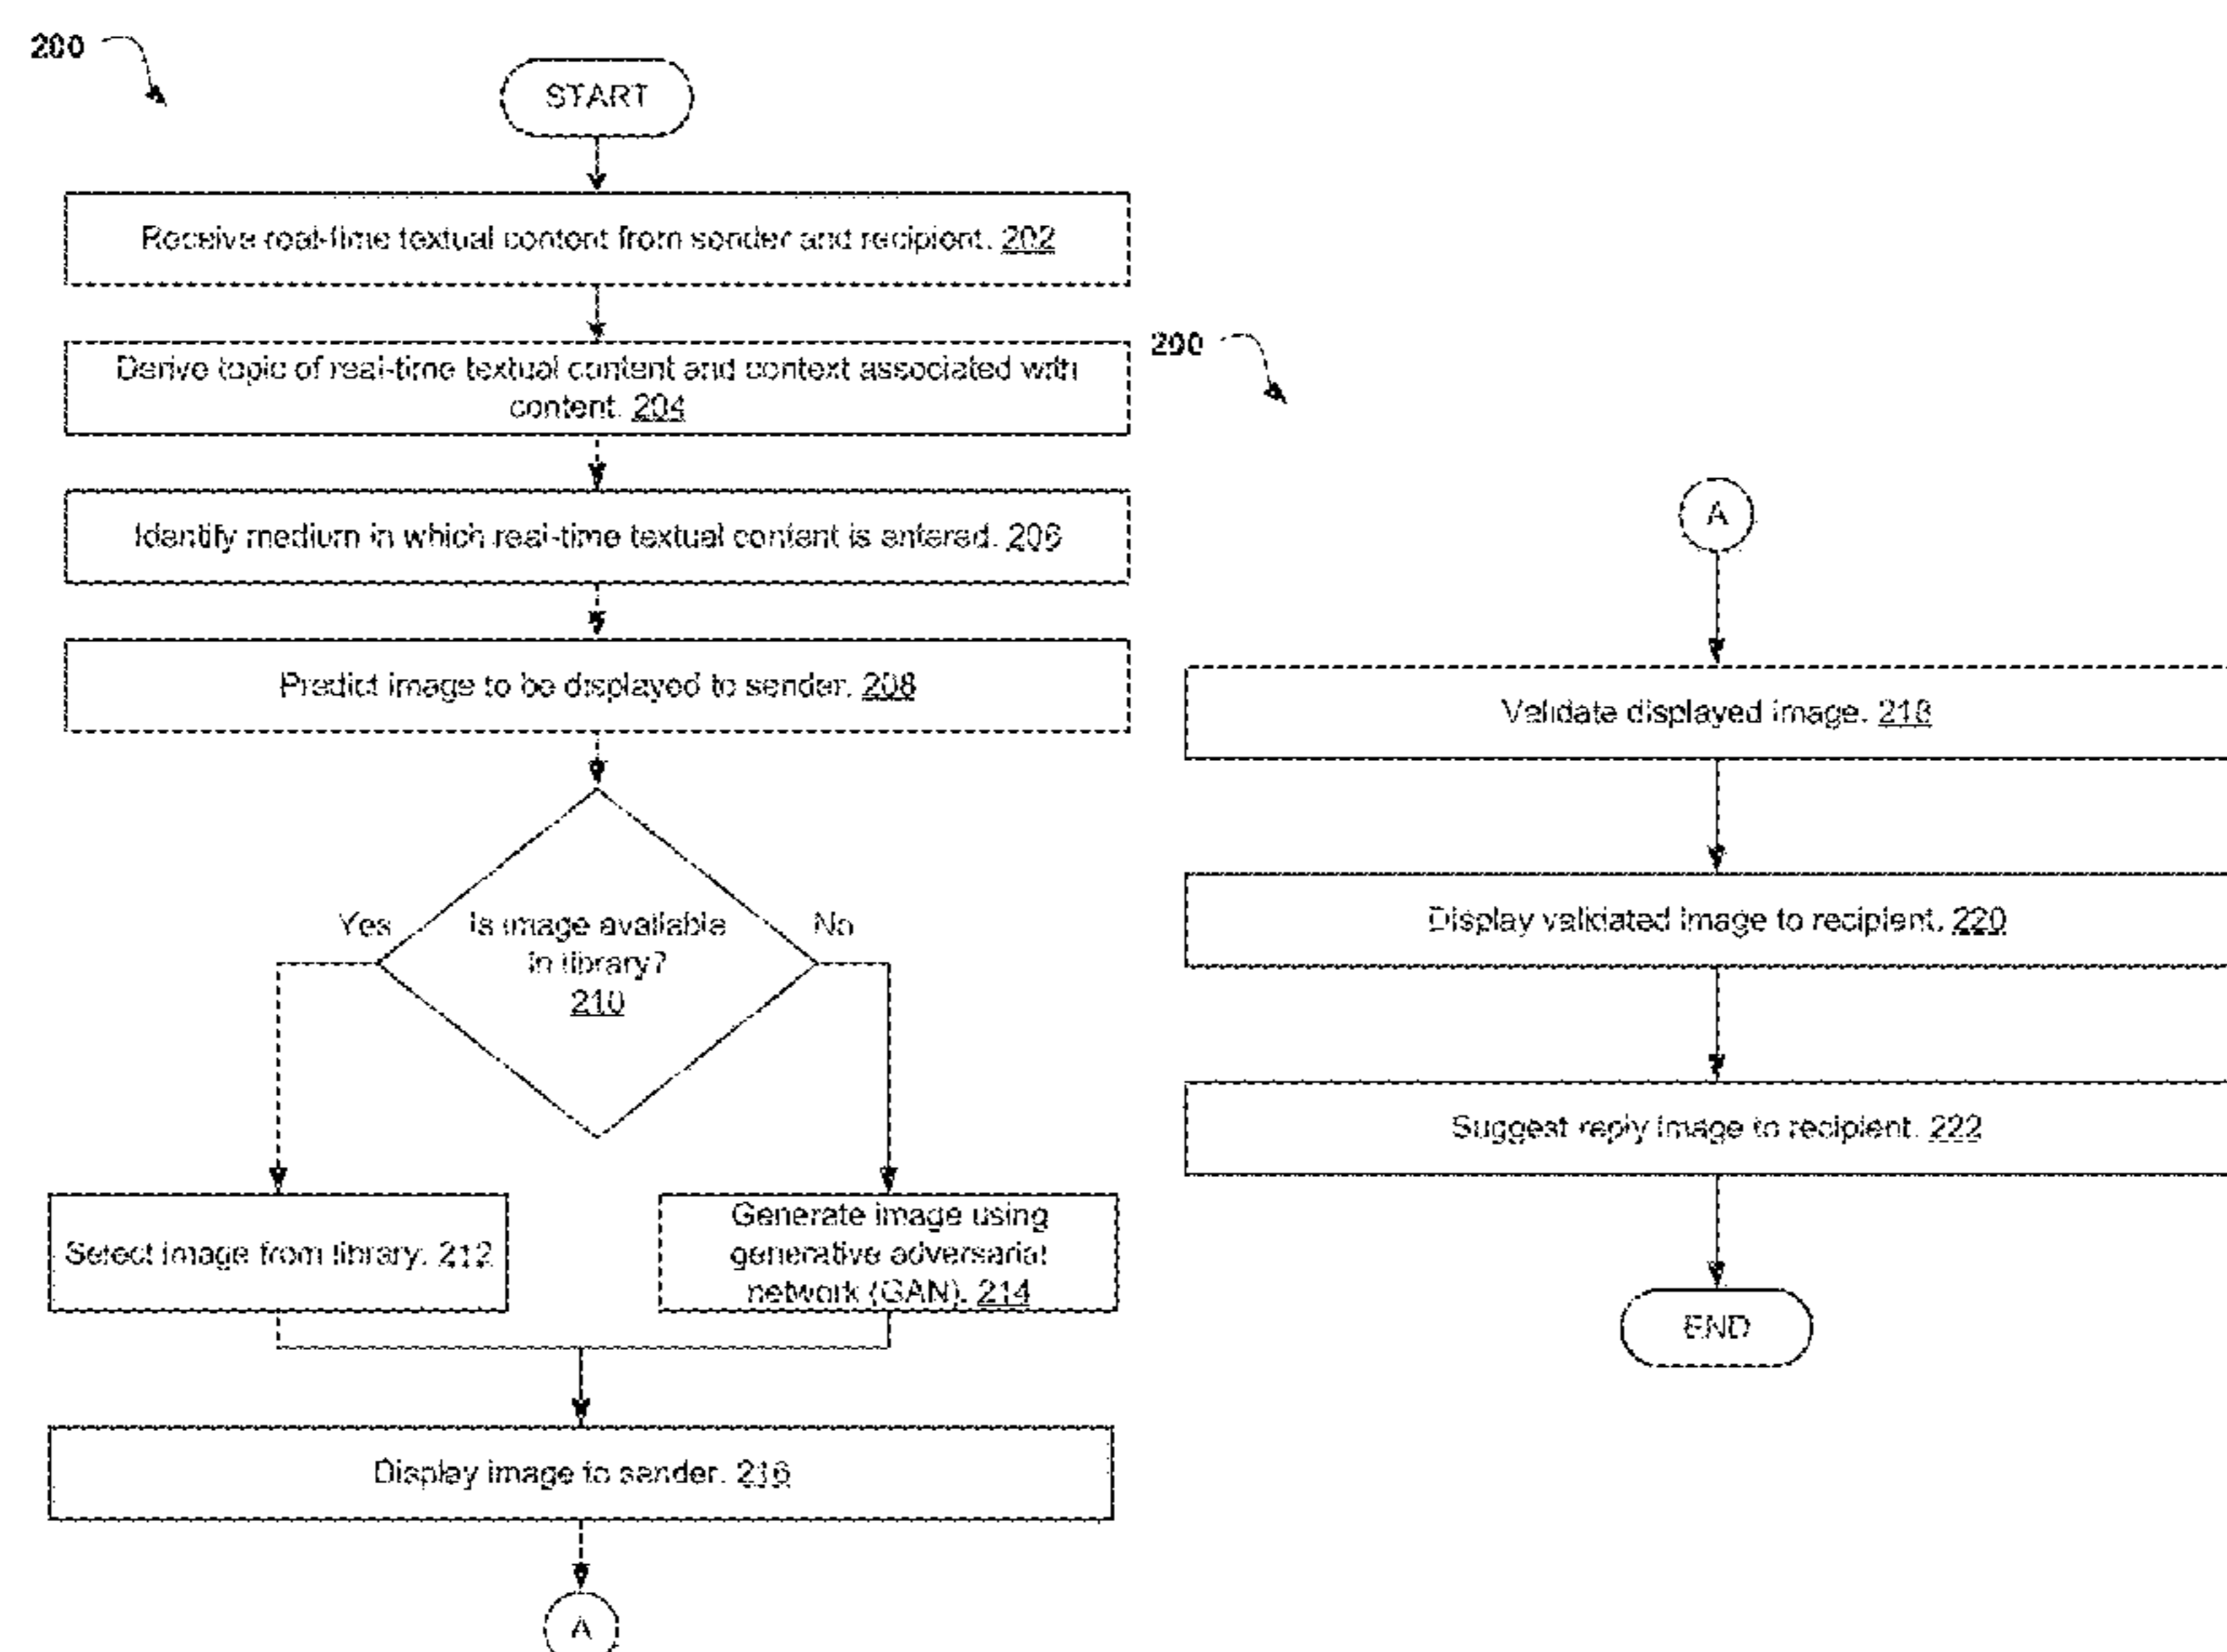 200
START
Receive real-time textual content from sender and recipient. 202
Derive topic of real-time textual content and context associated with
content. 204
Identify medium in which real-time textual content is entered. 206
Predict image to be displayed to sender. 208
Yes
Is image available
in library?
210
No
Select image from library. 212
Generate image using
generative adversarial
network (GAN). 214
Display image to sender. 216
A
200
A
Validate displayed image. 218
Display validated image to recipient. 220
Suggest reply image to recipient. 222
END